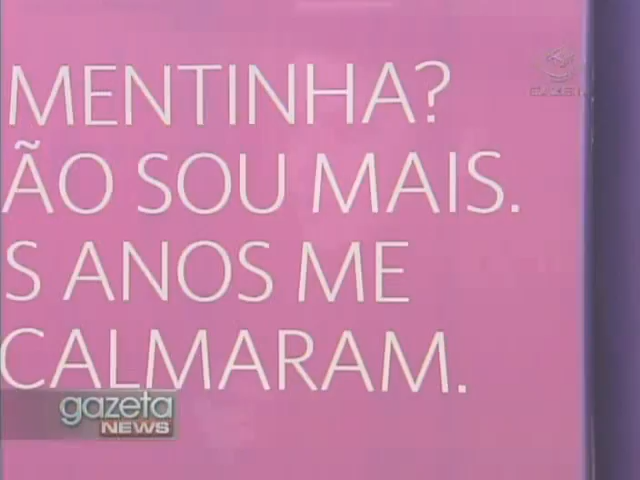 MENTINHA?
ÃO SOU MAIS.
S ANOS ME
CALMARAM.
gazeta
NEWS